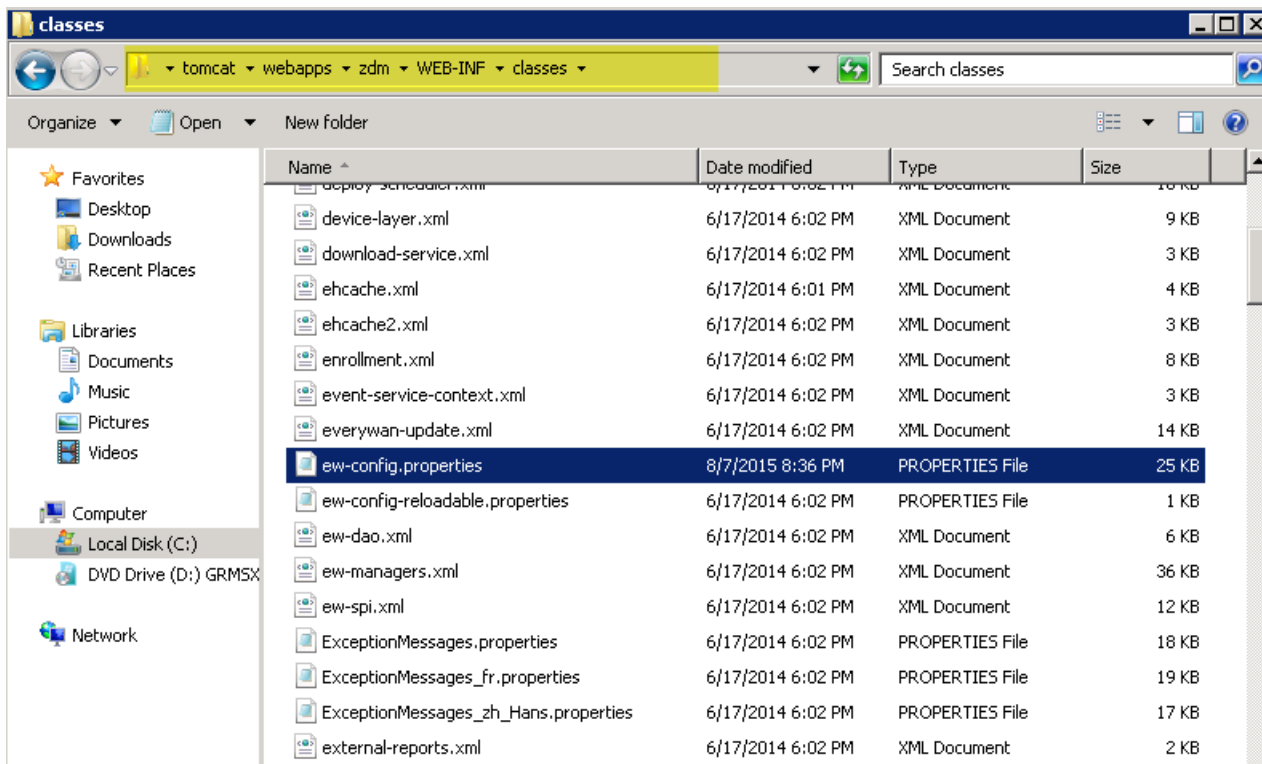 classes
tomcat webapps zdm WEB-INF classes
Search classes
Organize Open New folder
Name Date modified Type Size
deploy-scheduler.xml 6/17/2014 6:02 PM XML Document
device-layer.xml 6/17/2014 6:02 PM XML Document 9 KB
download-service.xml 6/17/2014 6:02 PM XML Document 3 KB
ehcache.xml 6/17/2014 6:01 PM XML Document 4 KB
ehcache2.xml 6/17/2014 6:02 PM XML Document 3 KB
enrollment.xml 6/17/2014 6:02 PM XML Document 8 KB
event-service-context.xml 6/17/2014 6:02 PM XML Document 3 KB
everywan-update.xml 6/17/2014 6:02 PM XML Document 14 KB
ew-config.properties 8/7/2015 8:36 PM PROPERTIES File 25 KB
ew-config-reloadable.properties 6/17/2014 6:02 PM PROPERTIES File 1 KB
ew-dao.xml 6/17/2014 6:02 PM XML Document 6 KB
ew-managers.xml 6/17/2014 6:02 PM XML Document 36 KB
ew-spi.xml 6/17/2014 6:02 PM XML Document 12 KB
ExceptionMessages.properties 6/17/2014 6:02 PM PROPERTIES File 18 KB
ExceptionMessages_fr.properties 6/17/2014 6:02 PM PROPERTIES File 19 KB
ExceptionMessages_zh_Hans.properties 6/17/2014 6:02 PM PROPERTIES File 17 KB
external-reports.xml 6/17/2014 6:02 PM XML Document 2 KB
Favorites
Desktop
Downloads
Recent Places
Libraries
Documents
Music
Pictures
Videos
Computer
Local Disk (C:)
DVD Drive (D:) GRMSX
Network